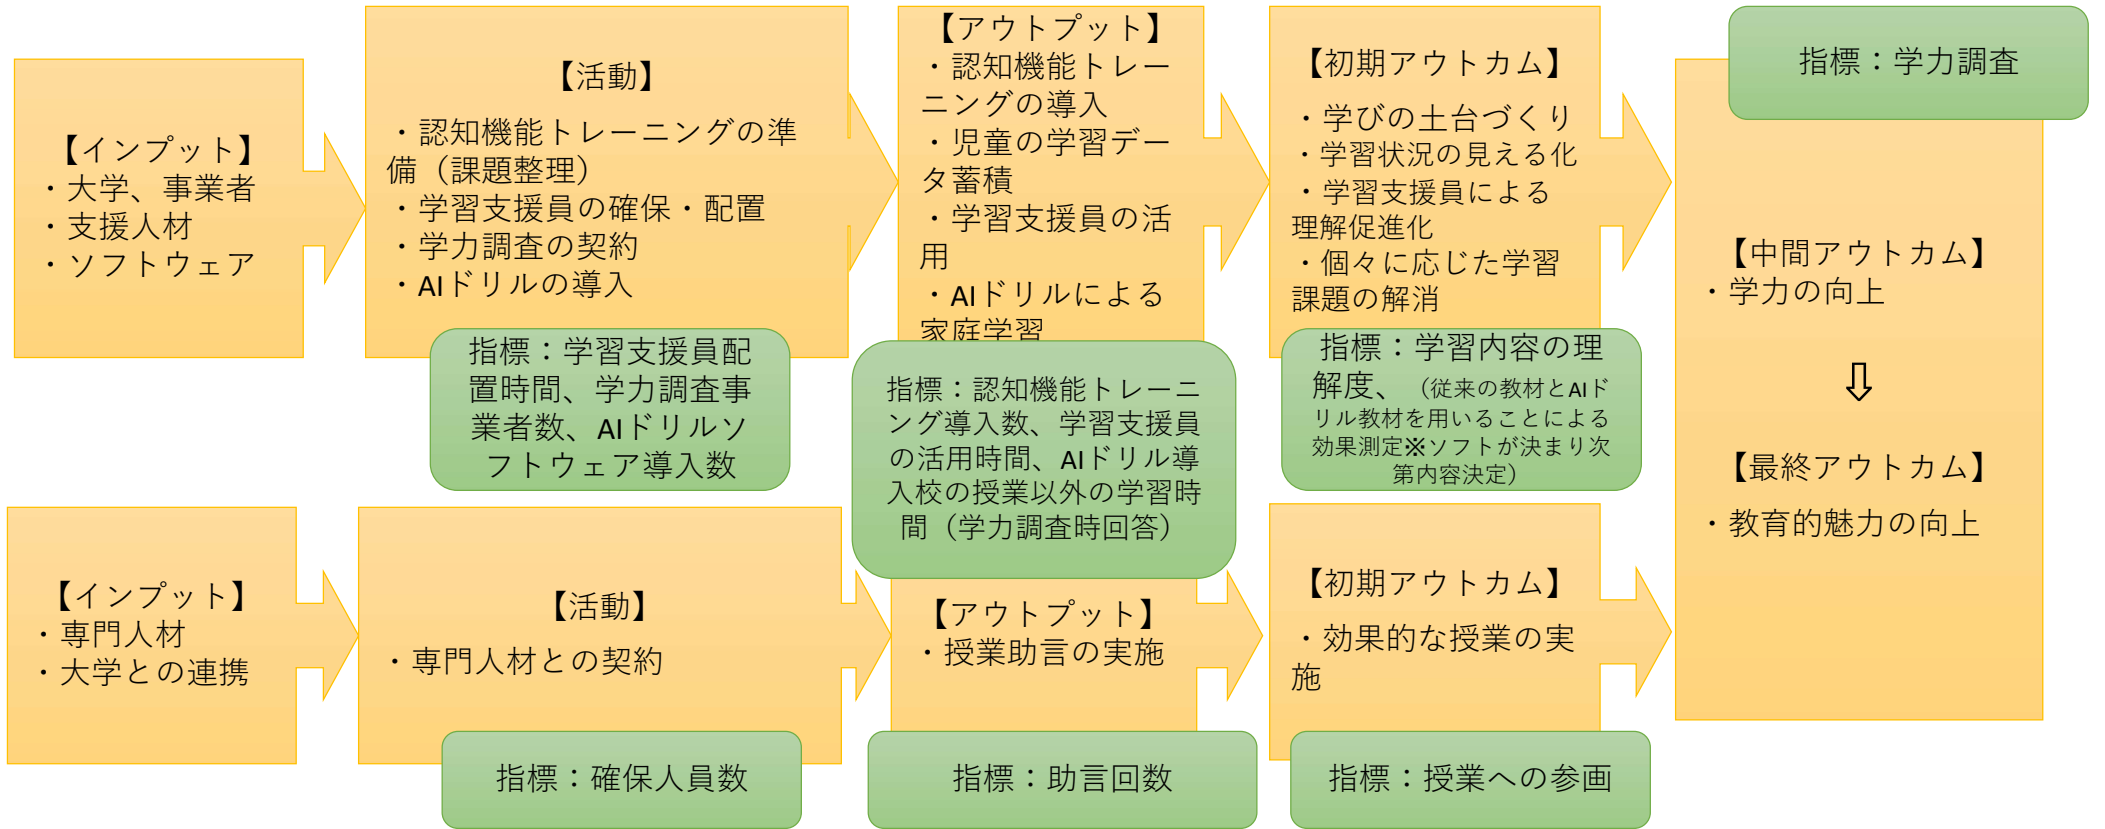 【インプット】
・大学、事業者
・支援人材
・ソフトウェア
【活動】
・認知機能トレーニングの準
備（課題整理）
・学習支援員の確保・配置
・学力調査の契約
・AIドリルの導入
指標：学習支援員配
置時間、学力調査事
業者数、AIドリルソ
フトウェア導入数
【アウトプット】
・認知機能トレー
ニングの導入
・児童の学習デー
タ蓄積
・学習支援員の活
用
・AIドリルによる
家庭学習
指標：認知機能トレーニ
ング導入数、学習支援員
の活用時間、AIドリル導
入校の授業以外の学習時
間（学力調査時回答）
【初期アウトカム】
・学びの土台づくり
・学習状況の見える化
・学習支援員による
理解促進化
・個々に応じた学習
課題の解消
指標：学習内容の理
解度、（従来の教材とAIド
リル教材を用いることによる
効果測定※ソフトが決まり次
第内容決定）
指標：学力調査
【中間アウトカム】
・学力の向上
⇩
【最終アウトカム】
・教育的魅力の向上
【インプット】
・専門人材
・大学との連携
【活動】
・専門人材との契約
指標：確保人員数
【アウトプット】
・授業助言の実施
指標：助言回数
【初期アウトカム】
・効果的な授業の実
施
指標：授業への参画